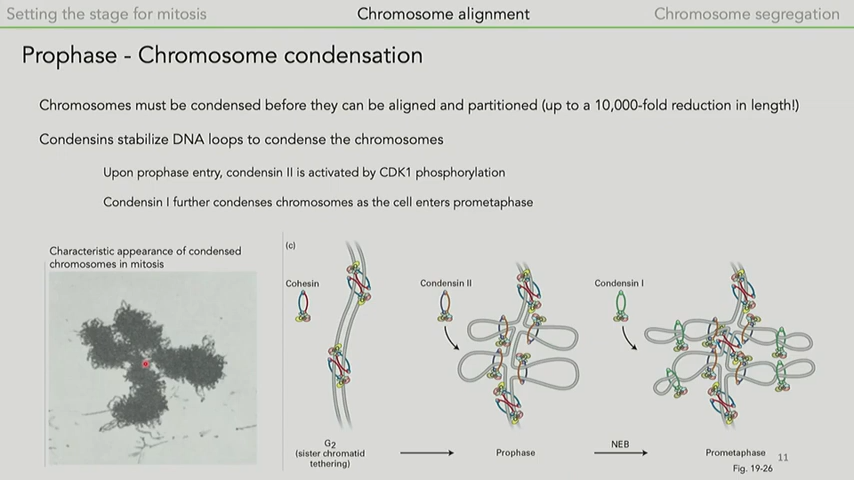 Setting the stage for mitosis
Chromosome alignment
Chromosome segregation
Prophase - Chromosome condensation
Chromosomes must be condensed before they can be aligned and partitioned (up to a 10,000-fold reduction in length!)
Condensins stabilize DNA loops to condense the chromosomes
Upon prophase entry, condensin II is activated by CDK1 phosphorylation
Condensin I further condenses chromosomes as the cell enters prometaphase
Characteristic appearance of condensed
chromosomes in mitosis
(c)
Cohesin
Condensin II
Condensin I
G2
(sister chromatid
tethering)
Prophase
NEB
Prometaphase
11
Fig. 19-26